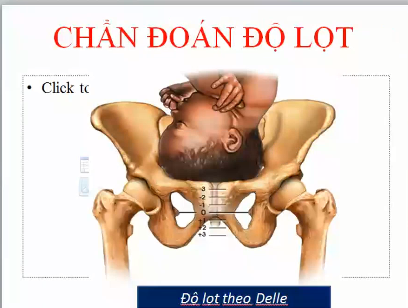 CHẨN ĐOÁN ĐỘ LỌT
• Click to
-3
-2
-1
0
+1
+2
+3
Độ lọt theo Delle